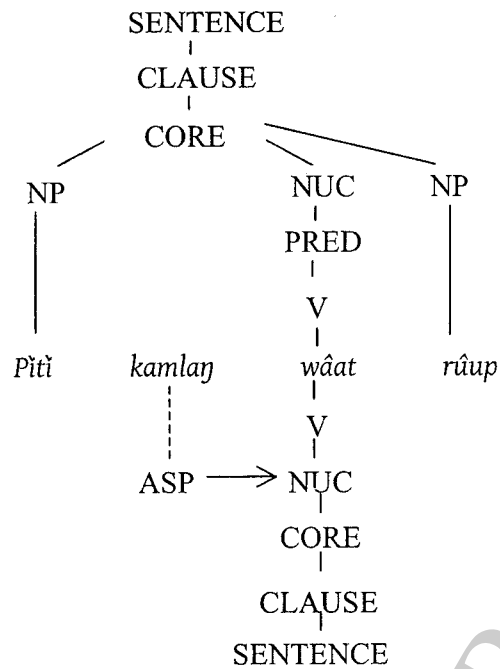 SENTENCE
CLAUSE
CORE
NP NUC NP
PRED
V
Pìtì kamlaŋ wâat rûup
V
ASP NUC
CORE
CLAUSE
SENTENCE